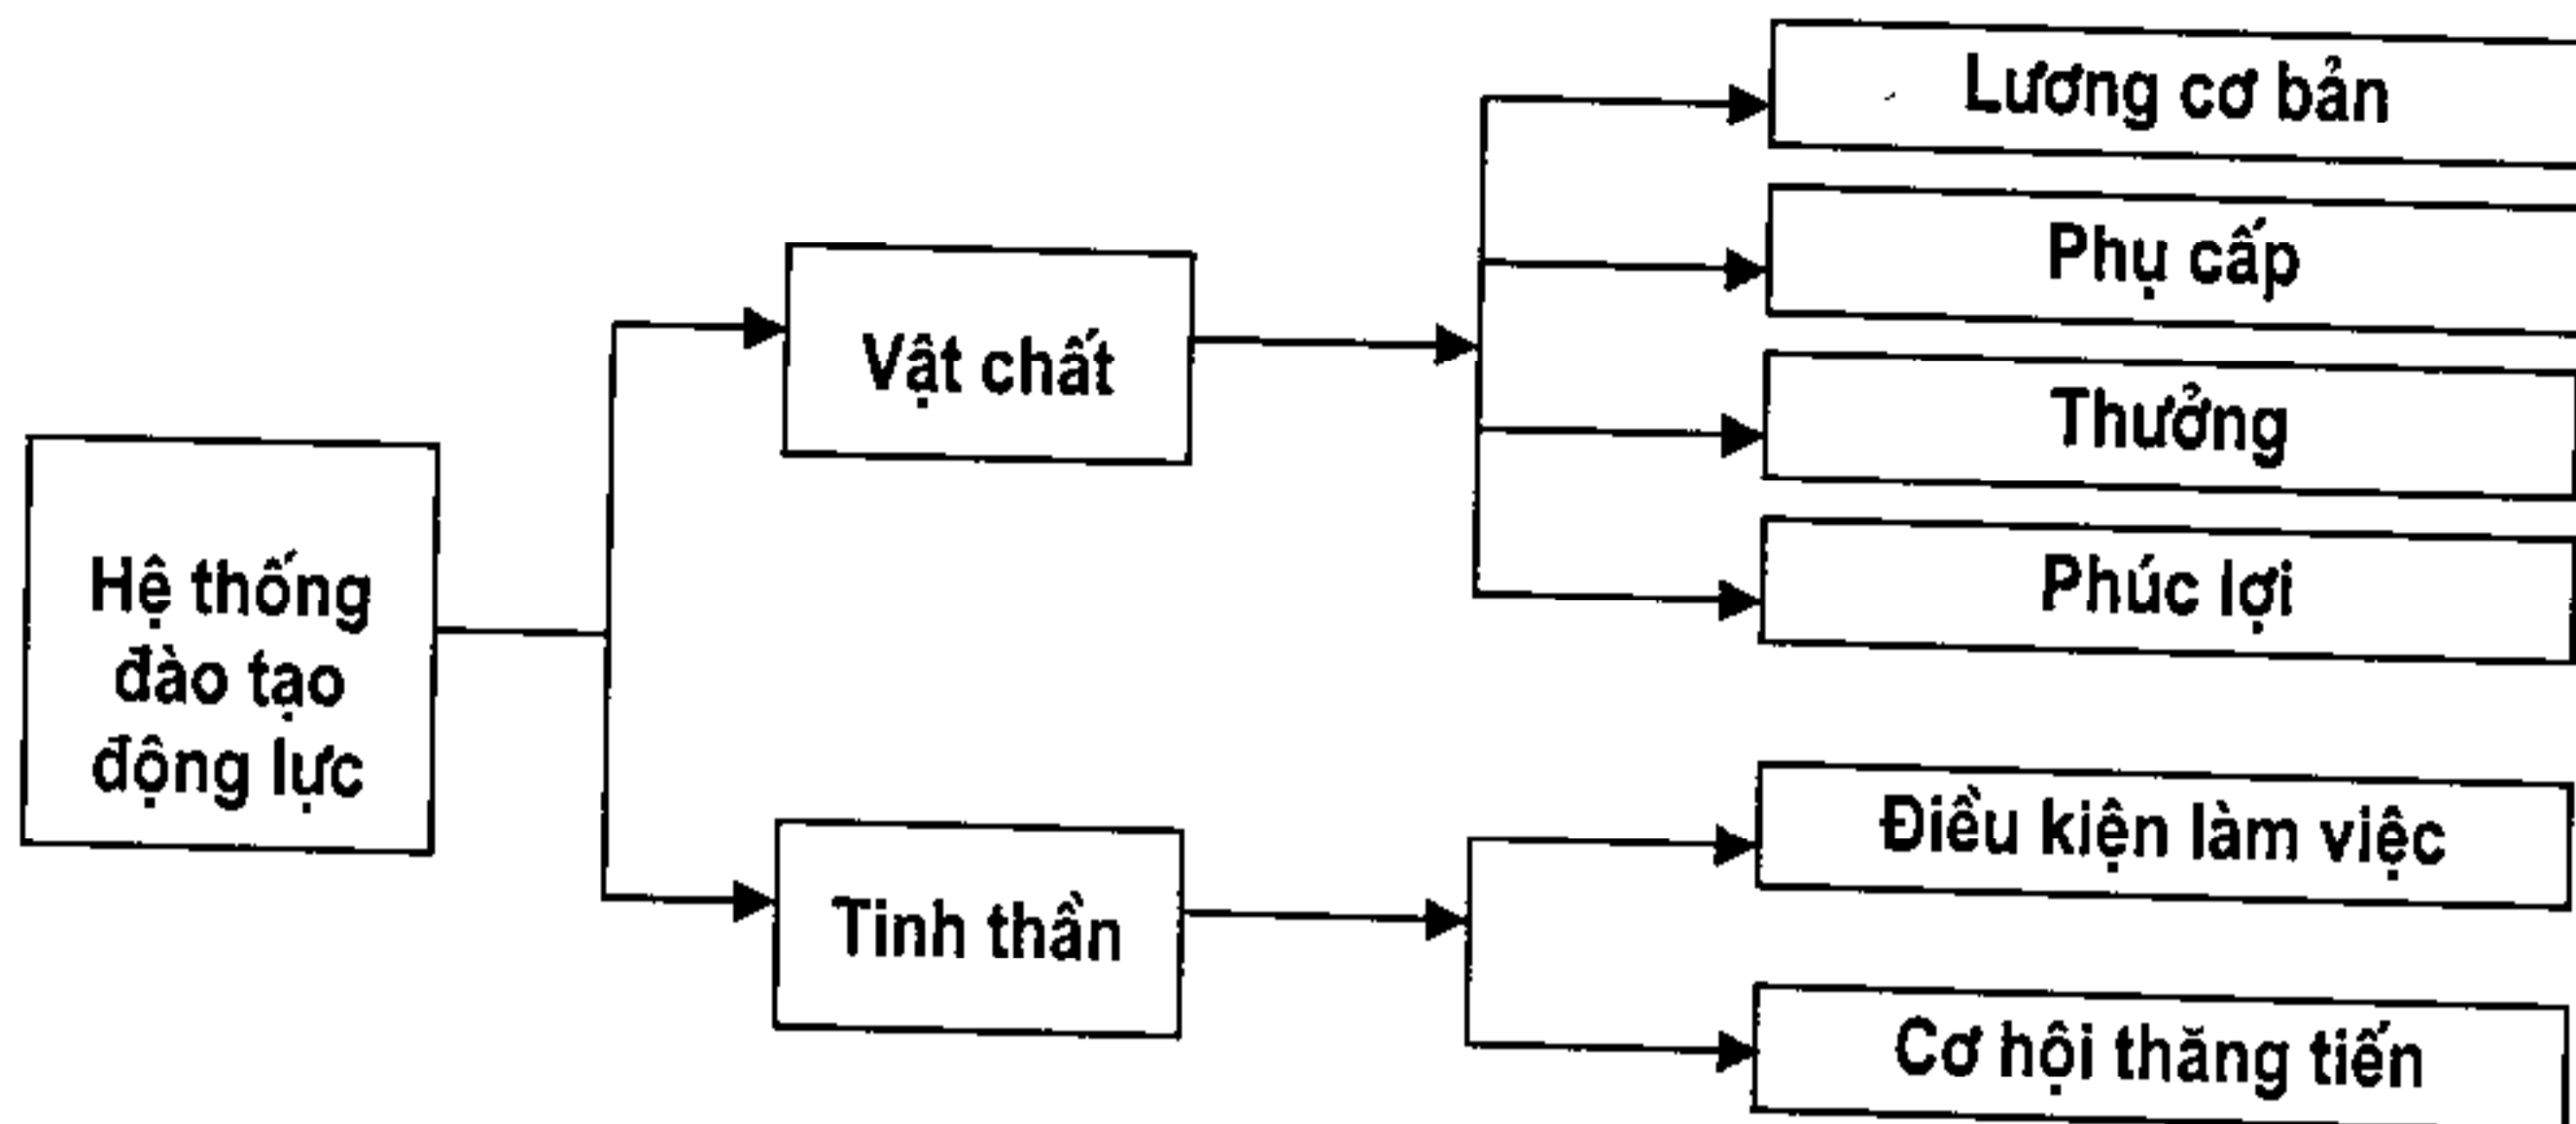 Hệ thống
đào tạo
động lực
Vật chất
Tinh thần
Lương cơ bản
Phụ cấp
Thưởng
Phúc lợi
Điều kiện làm việc
Cơ hội thăng tiến